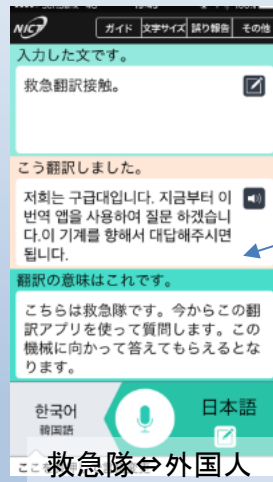 NICT ガイド 文字サイズ 誤り報告 その他
入力した文です。
救急翻訳接触。
こう翻訳しました。
저희는 구급대입니다. 지금부터 이
번역 앱을 사용하여 질문 하겠습니
다.이 기계를 향해서 대답해주시면
됩니다.
翻訳の意味はこれです。
こちらは救急隊です。今からこの翻
訳アプリを使って質問します。この
機械に向かって答えてもらえるとな
ります。
한국어 日本語
韓国語
救急隊⇔外国人